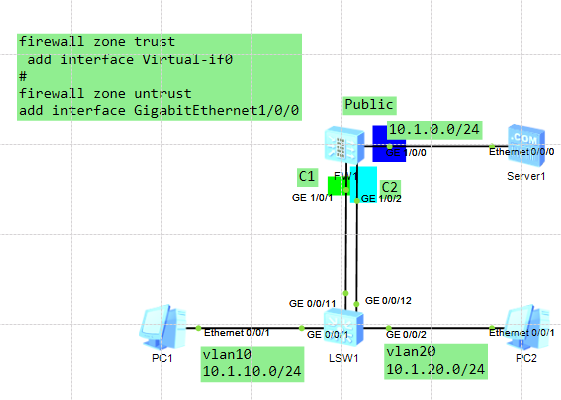 firewall zone trust
add interface Virtual-if0
#
firewall zone untrust
add interface GigabitEthernet1/0/0
Public
10.1.0.0/24
GE 1/0/0
Ethernet 0/0/0
FW1
Server1
C1
C2
GE 1/0/1
GE 1/0/2
GE 0/0/11
GE 0/0/12
Ethernet 0/0/1
GE 0/0/1
GE 0/0/2
Ethernet 0/0/1
PC1
LSW1
PC2
vlan10
10.1.10.0/24
vlan20
10.1.20.0/24